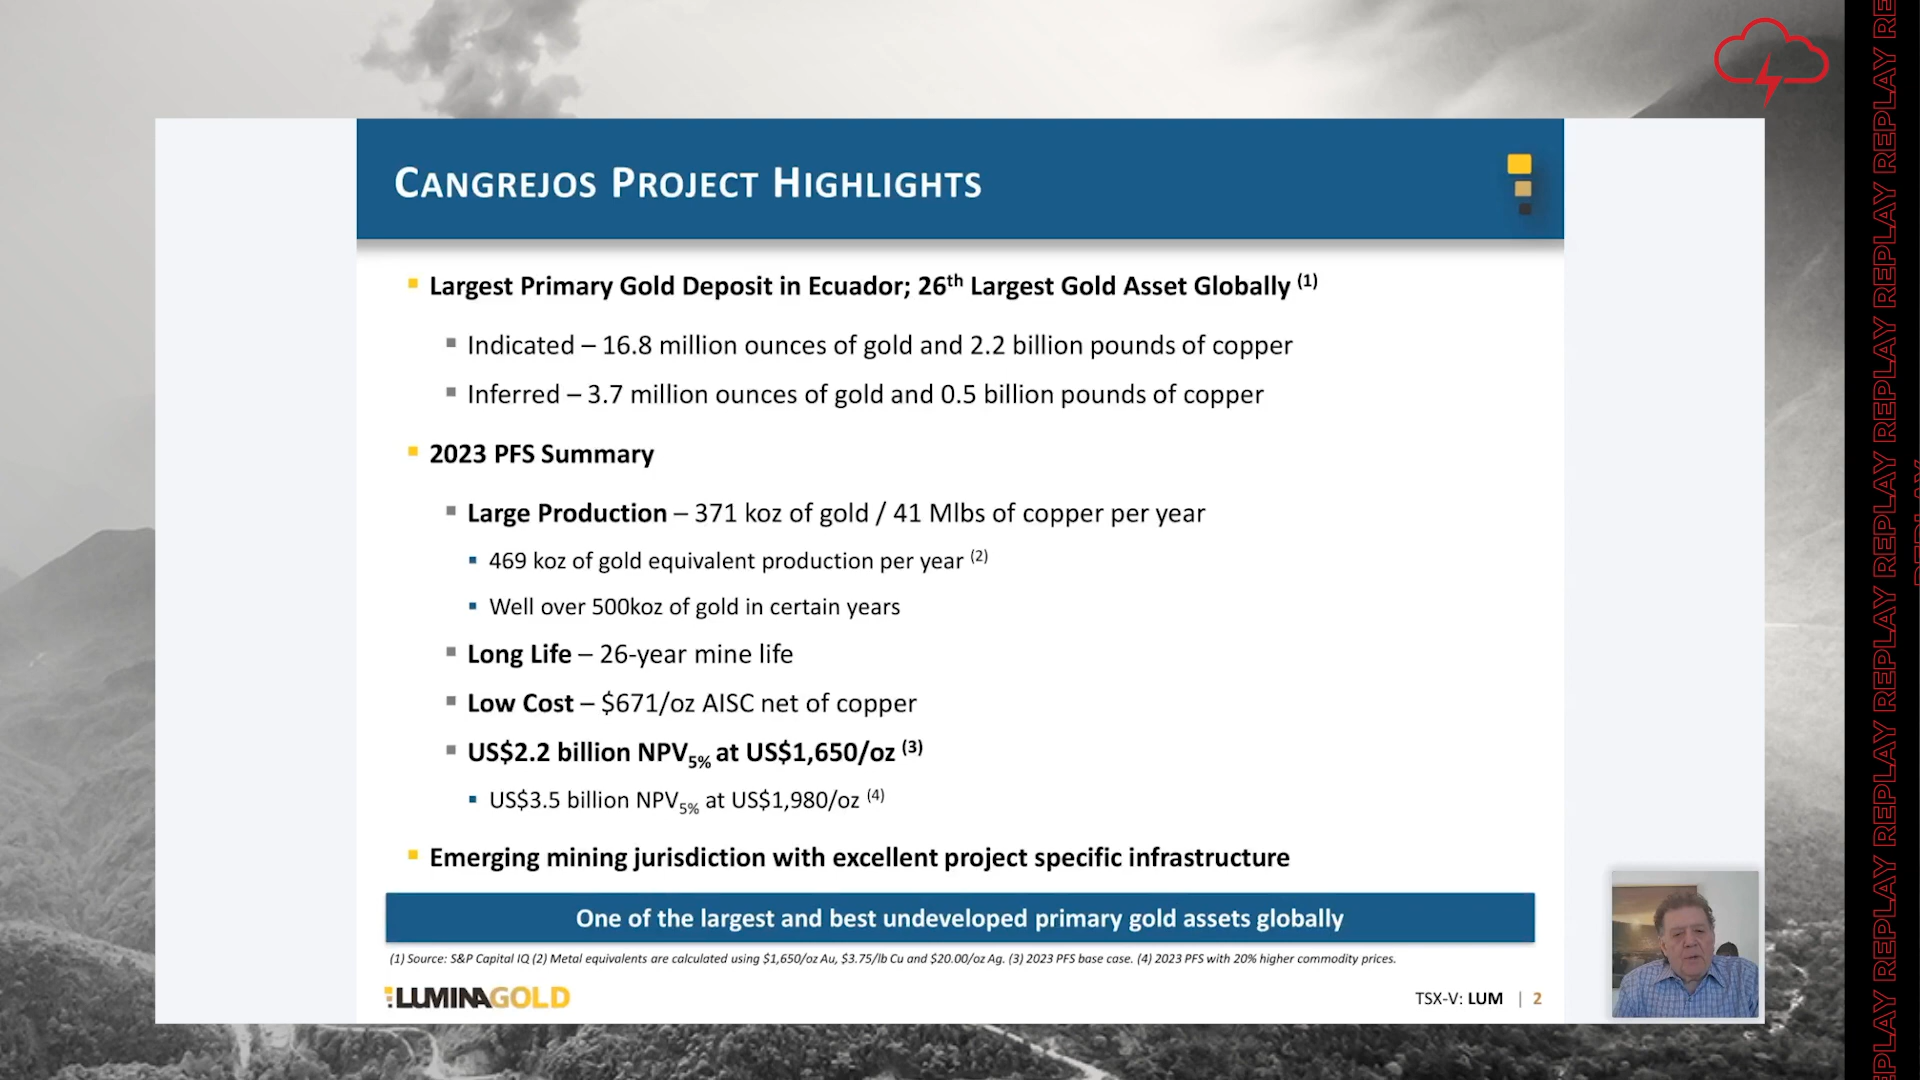 CANGREJOS PROJECT HIGHLIGHTS
Largest Primary Gold Deposit in Ecuador; 26th Largest Gold Asset Globally (1)
Indicated – 16.8 million ounces of gold and 2.2 billion pounds of copper
Inferred – 3.7 million ounces of gold and 0.5 billion pounds of copper
2023 PFS Summary
Large Production – 371 koz of gold / 41 Mlbs of copper per year
469 koz of gold equivalent production per year (2)
Well over 500koz of gold in certain years
Long Life – 26-year mine life
Low Cost – $671/oz AISC net of copper
US$2.2 billion NPV5% at US$1,650/oz (3)
US$3.5 billion NPV5% at US$1,980/oz (4)
Emerging mining jurisdiction with excellent project specific infrastructure
One of the largest and best undeveloped primary gold assets globally
(1) Source: S&P Capital IQ (2) Metal equivalents are calculated using $1,650/oz Au, $3.75/lb Cu and $20.00/oz Ag. (3) 2023 PFS base case. (4) 2023 PFS with 20% higher commodity prices.
LUMINAGOLD
TSX-V: LUM | 2
REPLAY REPLAY REPLAY REPLAY REPLAY REPLAY REPLAY REPLAY